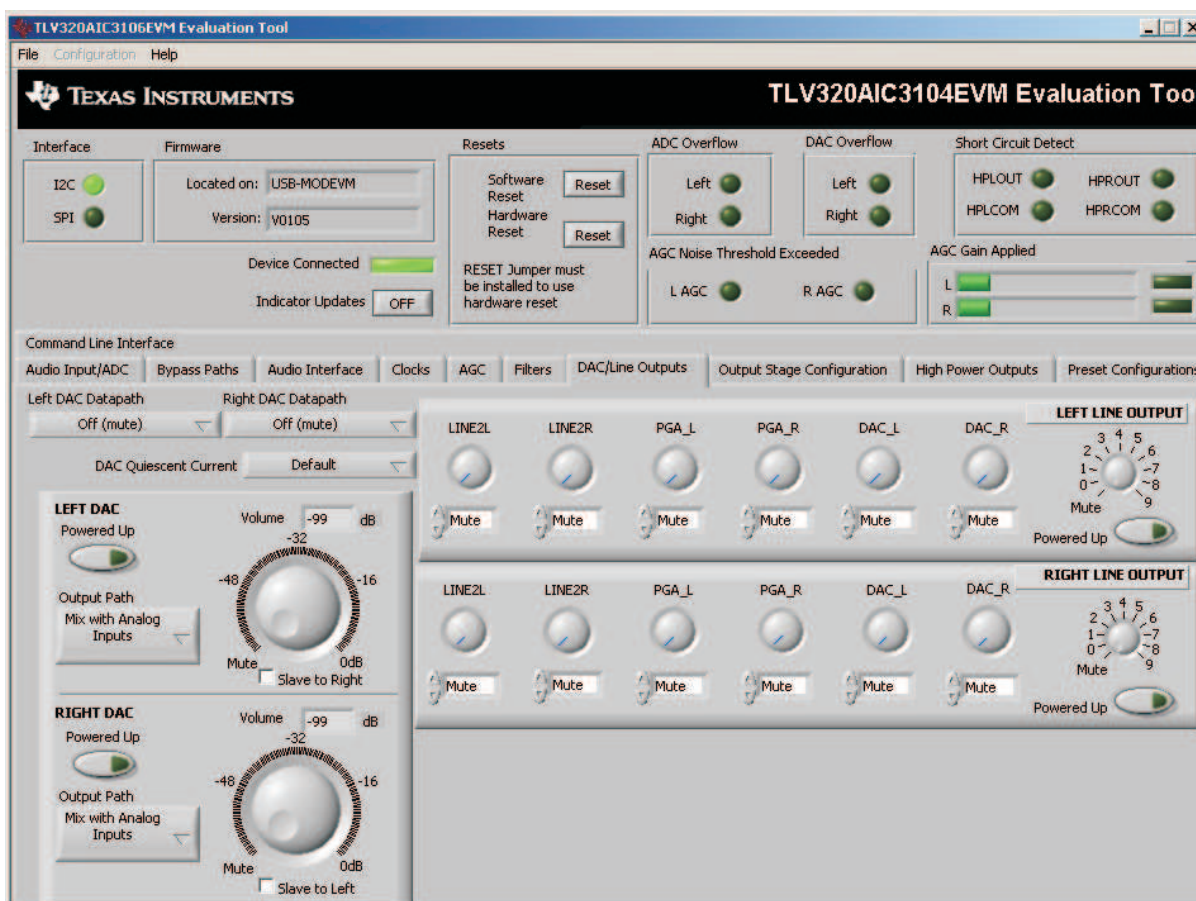 TLV320AIC3106EVM Evaluation Tool
File Configuration Help
TEXAS INSTRUMENTS
TLV320AIC3104EVM Evaluation Too
Interface
I2C
SPI
Firmware
Located on: USB-MODEVM
Version: V0105
Device Connected
Indicator Updates OFF
Resets
Software Reset Reset
Hardware Reset Reset
RESET Jumper must
be installed to use
hardware reset
ADC Overflow
Left
Right
DAC Overflow
Left
Right
Short Circuit Detect
HPLOUT HPROUT
HPLCOM HPRCOM
AGC Noise Threshold Exceeded
L AGC R AGC
AGC Gain Applied
L
R
Command Line Interface
Audio Input/ADC Bypass Paths Audio Interface Clocks AGC Filters DAC/Line Outputs Output Stage Configuration High Power Outputs Preset Configurations
Left DAC Datapath Right DAC Datapath
Off (mute) Off (mute)
DAC Quiescent Current Default
LEFT DAC
Powered Up
Volume -99 dB
-32
-48 -16
Output Path
Mix with Analog
Inputs
Mute 0dB
Slave to Right
RIGHT DAC
Powered Up
Volume -99 dB
-32
-48 -16
Output Path
Mix with Analog
Inputs
Mute 0dB
Slave to Left
LEFT LINE OUTPUT
LINE2L LINE2R PGA_L PGA_R DAC_L DAC_R
Mute Mute Mute Mute Mute Mute
0 1 2 3 4 5 6 7 8 9
Mute
Powered Up
RIGHT LINE OUTPUT
LINE2L LINE2R PGA_L PGA_R DAC_L DAC_R
Mute Mute Mute Mute Mute Mute
0 1 2 3 4 5 6 7 8 9
Mute
Powered Up